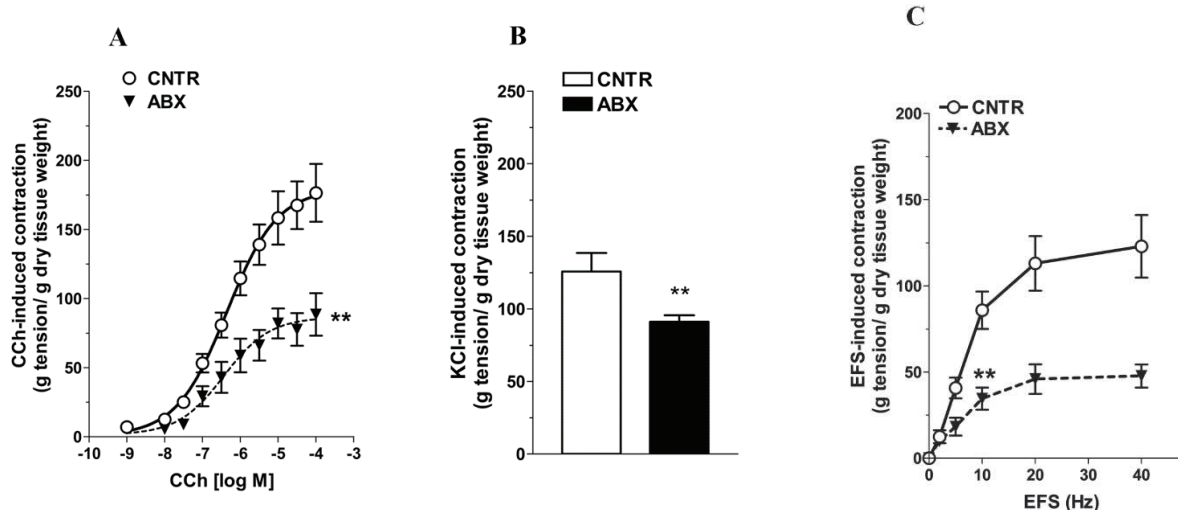 A
CNTR
ABX
CCh-induced contraction
(g tension/ g dry tissue weight)
250
200
150
100
50
0
-10 -9 -8 -7 -6 -5 -4 -3
CCh [log M]
**
B
CNTR
ABX
KCl-induced contraction
(g tension/ g dry tissue weight)
250
200
150
100
50
0
**
C
CNTR
ABX
EFS-induced contraction
(g tension/ g dry tissue weight)
200
150
100
50
0
**
0 10 20 30 40
EFS (Hz)